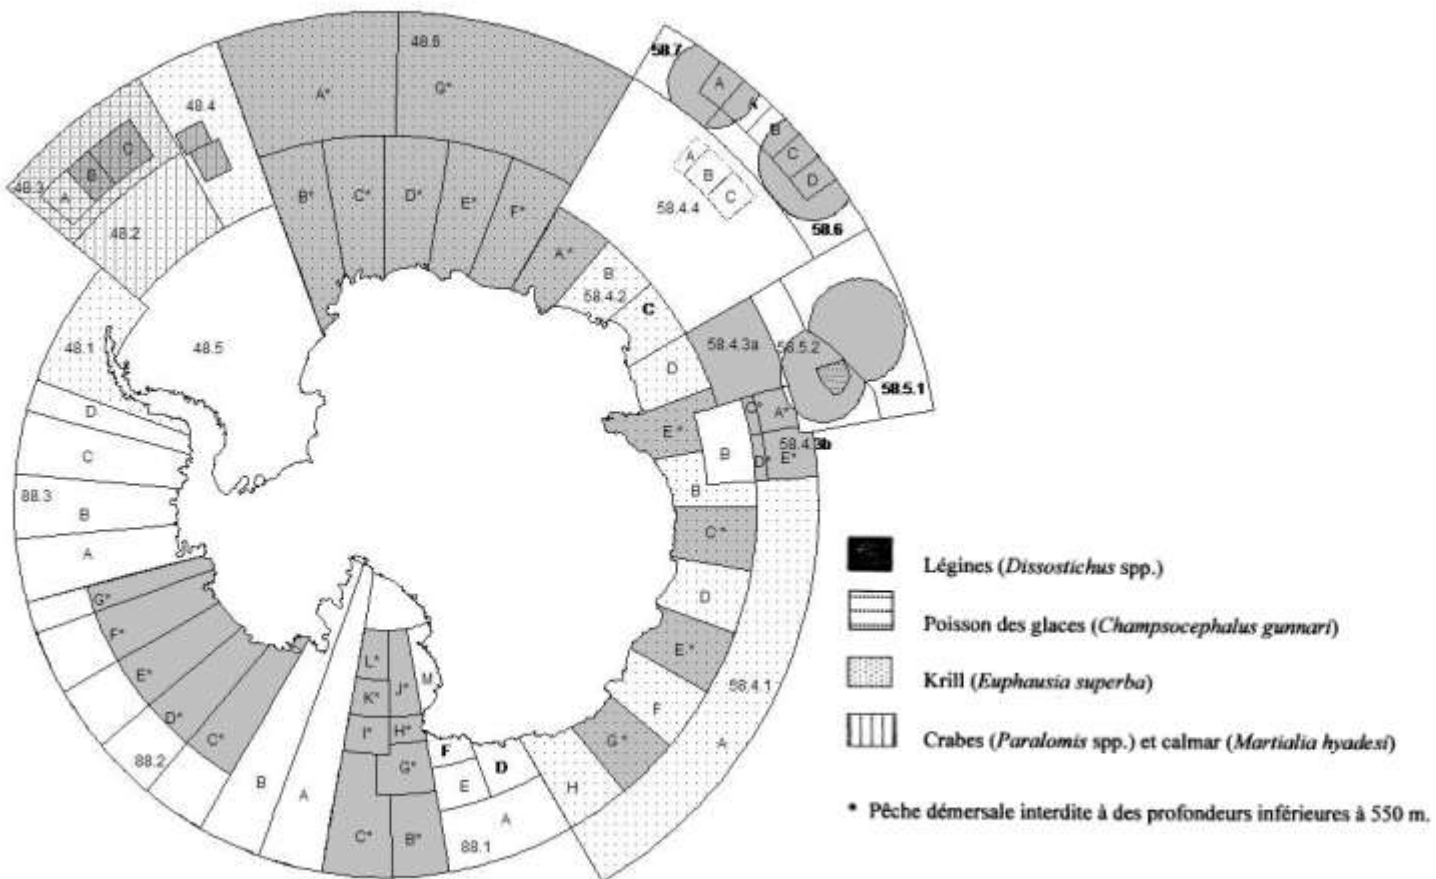 48.6
A*
G*
B*
C*
D*
E*
F*
48.4
48.3
A
B
C
48.2
48.1
48.5
58.7
A
A
B
C
D
58.6
A
B
C
58.4.4
A*
B
58.4.2
C
D
E*
58.4.3a
58.5.2
58.5.1
C*
A*
58.4.3b
B
D*
E*
B
C*
D
E*
F
G*
H
58.4.1
A
D
C
88.3
B
A
G*
F*
E*
D*
C*
88.2
B
A
L*
K*
J*
M
I*
H*
G*
F
E
D
A
C*
B*
88.1
Légines (Dissostichus spp.)
Poisson des glaces (Champsocephalus gunnari)
Krill (Euphausia superba)
Crabes (Paralomis spp.) et calmar (Martialia hyadesi)
* Pêche démersale interdite à des profondeurs inférieures à 550 m.